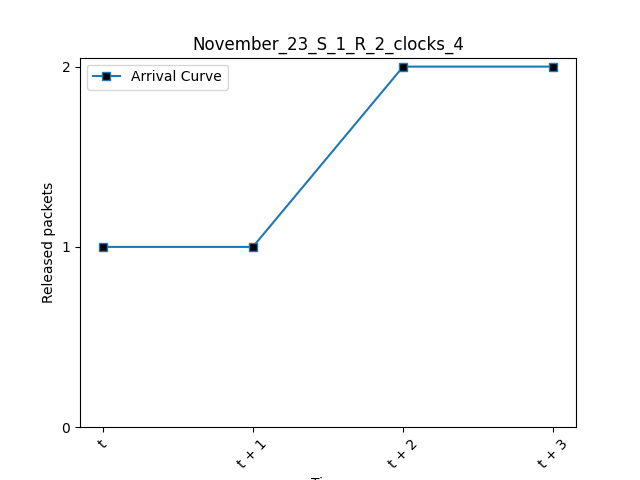 November_23_S_1_R_2_clocks_4
Arrival Curve
Released packets
2
1
0
t
t + 1
t + 2
t + 3